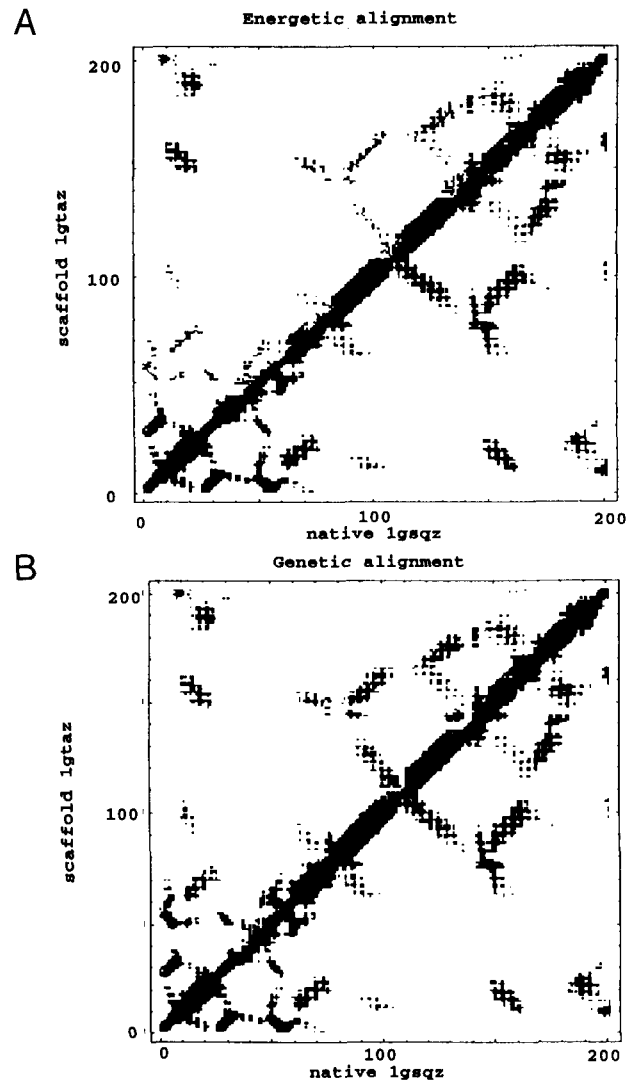 A
Energetic alignment
200
scaffold 1gtaz
100
0
0 100 200
native 1gsqz
B
Genetic alignment
200
scaffold 1gtaz
100
0
0 100 200
native 1gsqz